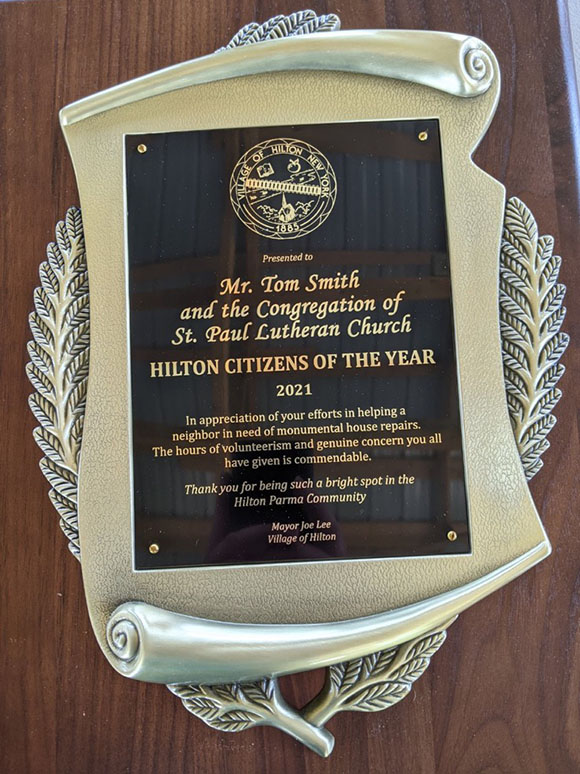 VILLAGE OF HILTON NEW YORK
1885
Presented to
Mr. Tom Smith
and the Congregation of
St. Paul Lutheran Church
HILTON CITIZENS OF THE YEAR
2021
In appreciation of your efforts in helping a
neighbor in need of monumental house repairs.
The hours of volunteerism and genuine concern you all
have given is commendable.
Thank you for being such a bright spot in the
Hilton Parma Community
Mayor Joe Lee
Village of Hilton